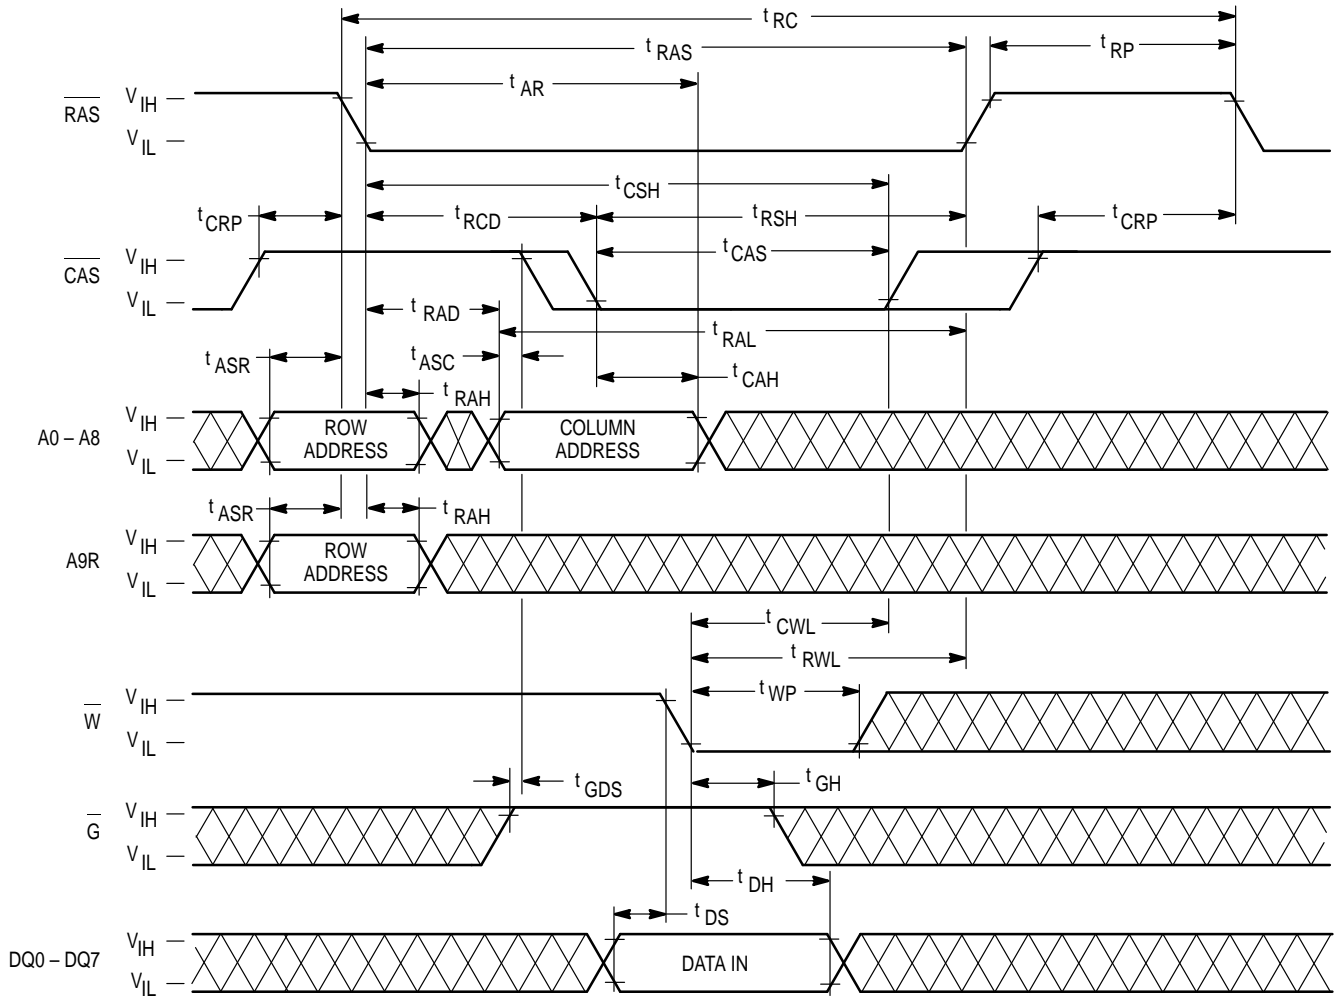 t RC
t RAS
t RP
t AR
RAS
V IH
V IL
t CSH
t CRP
t RCD
t RSH
t CRP
CAS
V IH
t CAS
V IL
t RAD
t RAL
t ASR
t ASC
t CAH
t RAH
A0 – A8
V IH
V IL
ROW
ADDRESS
COLUMN
ADDRESS
t ASR
t RAH
A9R
V IH
V IL
ROW
ADDRESS
t CWL
t RWL
t WP
W
V IH
V IL
t GDS
t GH
G
V IH
V IL
t DH
t DS
DQ0 – DQ7
VIH
VIL
DATA IN